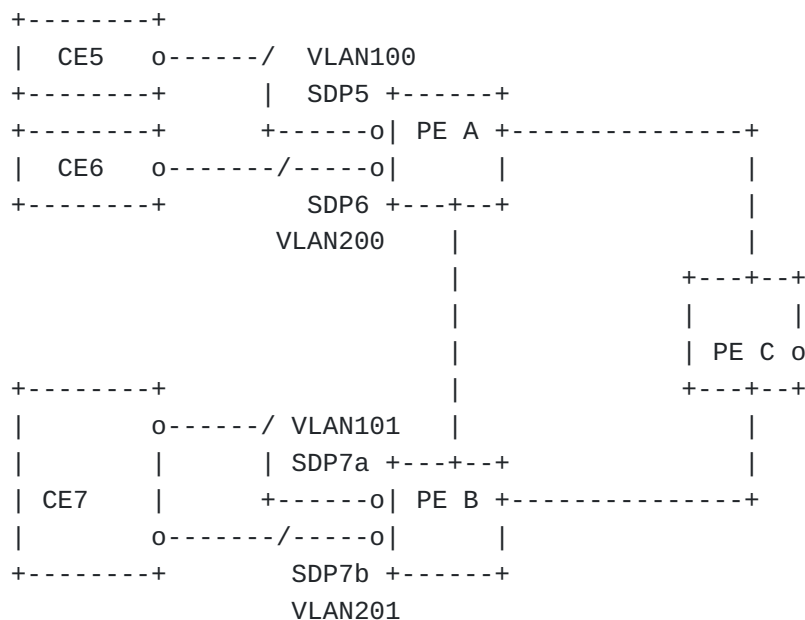 CE5 VLAN100
SDP5
PE A
CE6
SDP6
VLAN200
PE C
VLAN101
SDP7a
CE7 PE B
SDP7b
VLAN201